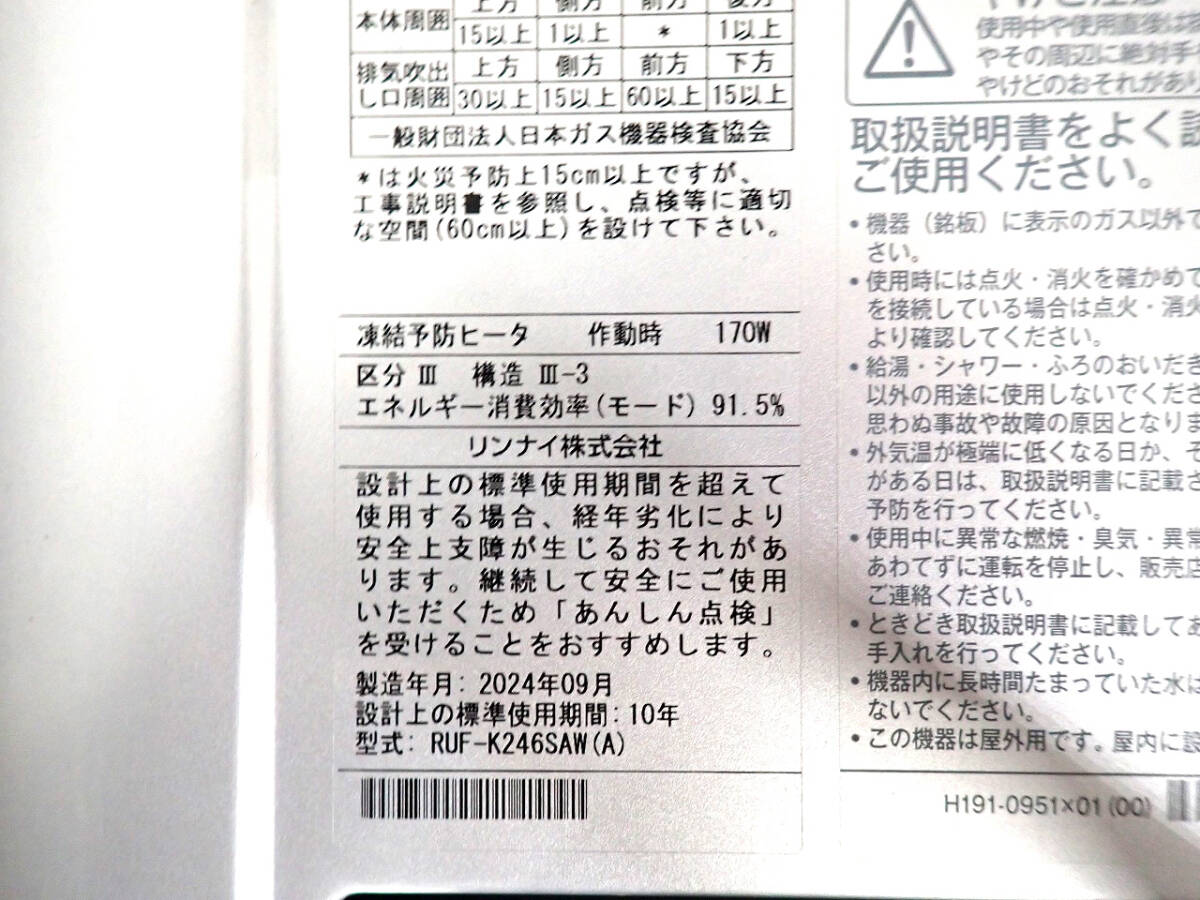 本体周囲 上方 側方 前方 後方
15以上 1以上 * 1以上
排気吹出し口周囲 上方 側方 前方 下方
30以上 15以上 60以上 15以上
一般財団法人日本ガス機器検査協会
*は火災予防上15cm以上ですが、
工事説明書を参照し、点検等に適切
な空間(60cm以上)を設けて下さい。
凍結予防ヒータ 作動時 170W
区分 Ⅲ 構造 Ⅲ-3
エネルギー消費効率(モード) 91.5%
リンナイ株式会社
設計上の標準使用期間を超えて
使用する場合、経年劣化により
安全上支障が生じるおそれがあ
ります。継続して安全にご使用
いただくため「あんしん点検」
を受けることをおすすめします。
製造年月: 2024年09月
設計上の標準使用期間: 10年
型式: RUF-K246SAW(A)
使用中や使用直後は
やその周辺に絶対手
やけどのおそれがあり
取扱説明書をよく
ご使用ください。
• 機器（銘板）に表示のガス以外で
さい。
• 使用時には点火・消火を確かめて
を接続している場合は点火・消火
より確認してください。
• 給湯・シャワー・ふろのおいだき
以外の用途に使用しないでくださ
思わぬ事故や故障の原因となりま
• 外気温が極端に低くなる日か、そ
がある日は、取扱説明書に記載さ
予防を行ってください。
• 使用中に異常な燃焼・臭気・異常
あわてずに運転を停止し、販売店
ご連絡ください。
• ときどき取扱説明書に記載してあ
手入れを行ってください。
• 機器内に長時間たまっていた水は
ないでください。
• この機器は屋外用です。屋内に設
H191-0951×01 (00)